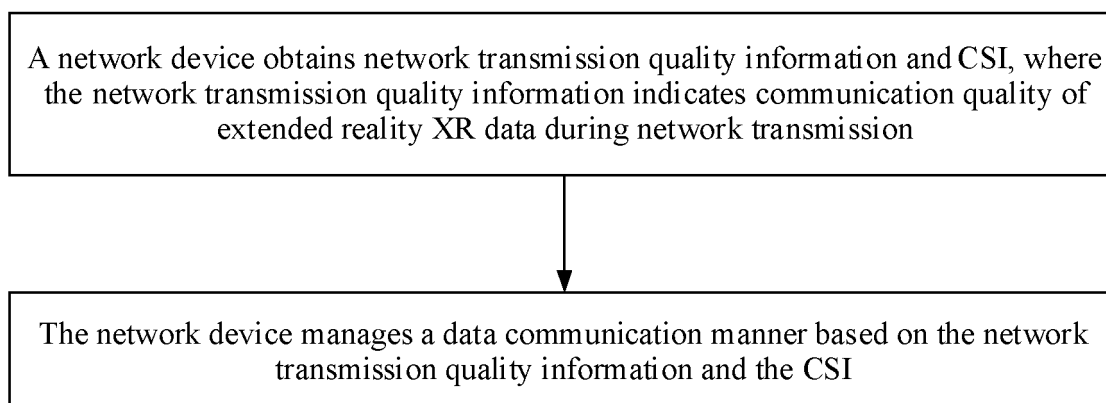 A network device obtains network transmission quality information and CSI, where
the network transmission quality information indicates communication quality of
extended reality XR data during network transmission
The network device manages a data communication manner based on the network
transmission quality information and the CSI